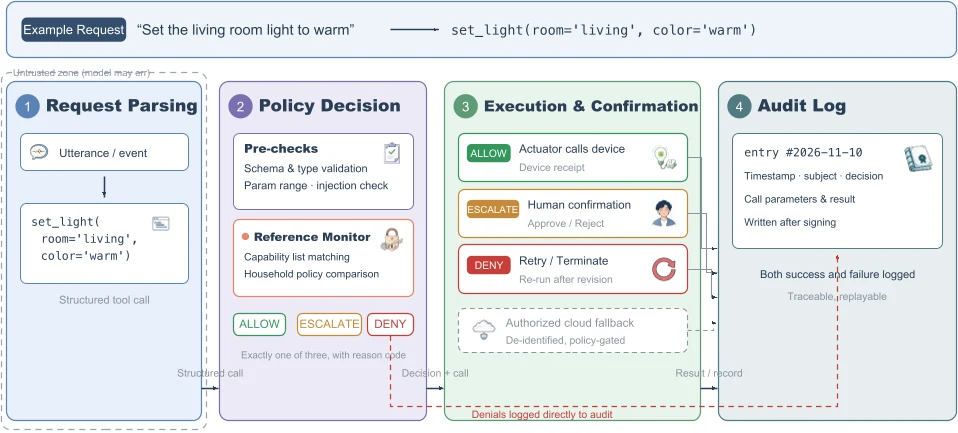 Example Request
“Set the living room light to warm”
set_light(room='living', color='warm')
Untrusted zone (model may err)
1 Request Parsing
Utterance / event
set_light(
room='living',
color='warm')
Structured tool call
Structured call
2 Policy Decision
Pre-checks
Schema & type validation
Param range · injection check
Reference Monitor
Capability list matching
Household policy comparison
ALLOW
ESCALATE
DENY
Exactly one of three, with reason code
Decision + call
3 Execution & Confirmation
ALLOW
Actuator calls device
Device receipt
ESCALATE
Human confirmation
Approve / Reject
DENY
Retry / Terminate
Re-run after revision
Authorized cloud fallback
De-identified, policy-gated
Result / record
Denials logged directly to audit
4 Audit Log
entry #2026-11-10
Timestamp · subject · decision
Call parameters & result
Written after signing
Both success and failure logged
Traceable, replayable